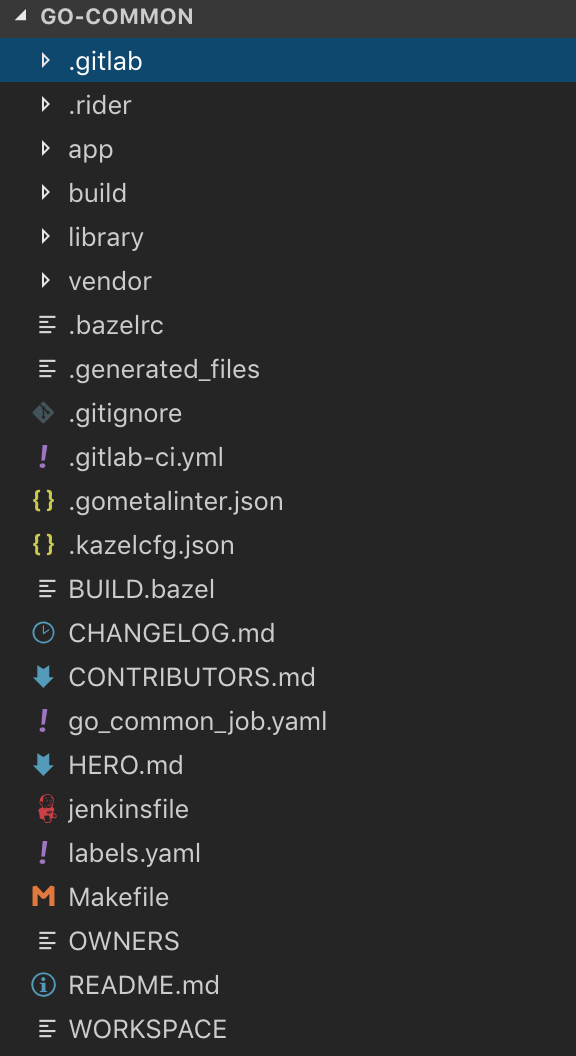 GO-COMMON
.gitlab
.rider
app
build
library
vendor
.bazelrc
.generated_files
.gitignore
.gitlab-ci.yml
.gometalinter.json
.kazelcfg.json
BUILD.bazel
CHANGELOG.md
CONTRIBUTORS.md
go_common_job.yaml
HERO.md
jenkinsfile
labels.yaml
Makefile
OWNERS
README.md
WORKSPACE